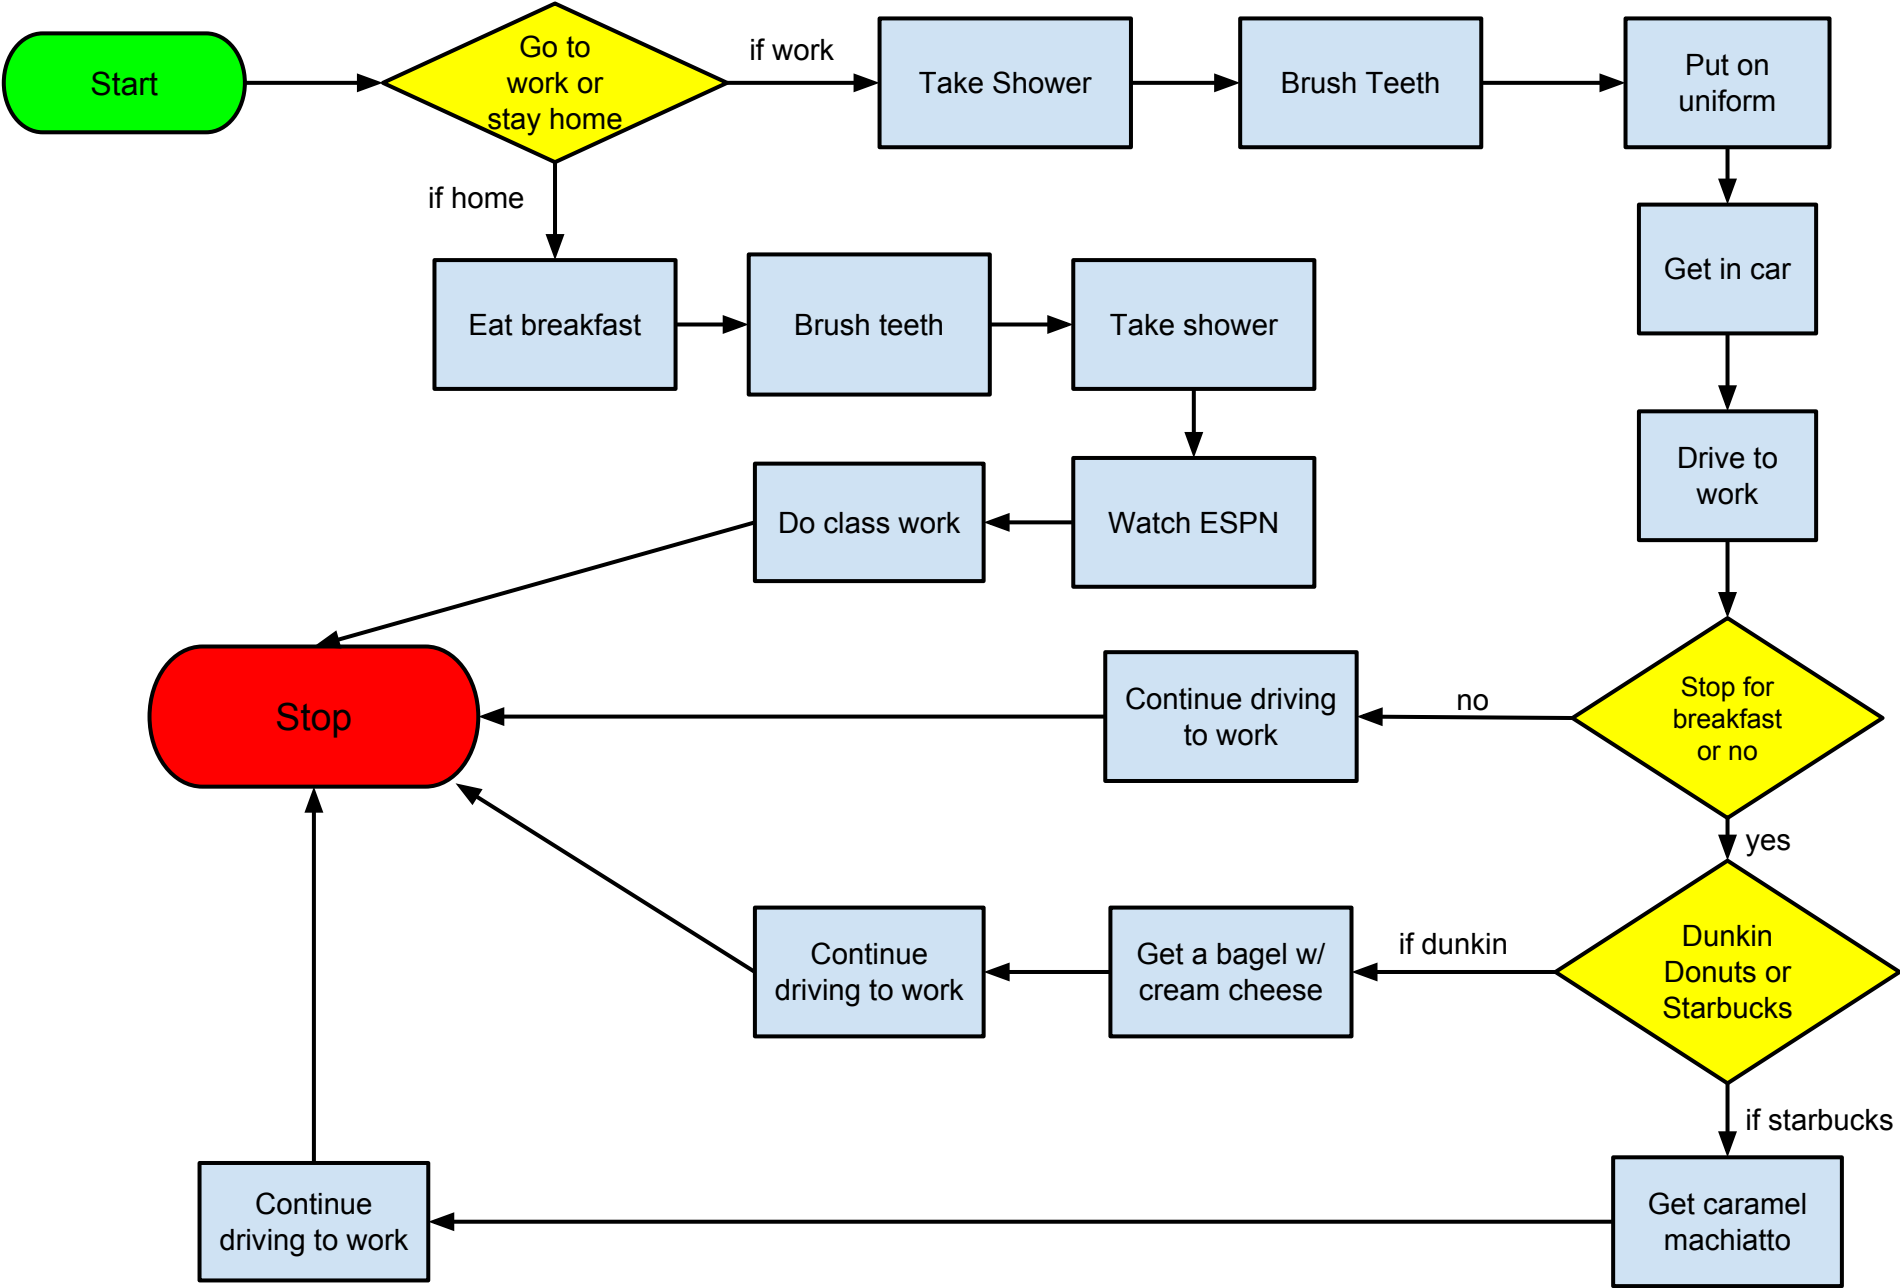 Start
Go to
work or
stay home
if work
Take Shower
Brush Teeth
Put on
uniform
if home
Get in car
Eat breakfast
Brush teeth
Take shower
Drive to
work
Do class work
Watch ESPN
Stop
Continue driving
to work
no
Stop for
breakfast
or no
yes
Continue
driving to work
Get a bagel w/
cream cheese
if dunkin
Dunkin
Donuts or
Starbucks
if starbucks
Continue
driving to work
Get caramel
machiatto